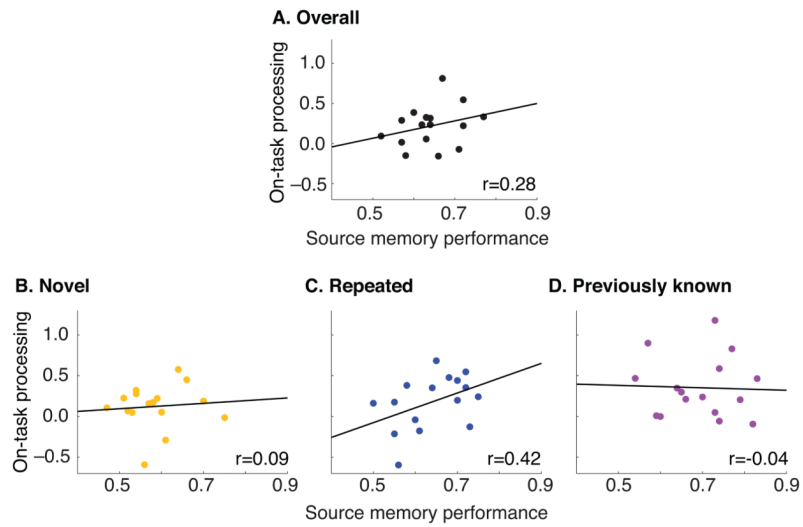 A. Overall
On-task processing
1.0
0.5
0.0
−0.5
r=0.28
0.5 0.7 0.9
Source memory performance
B. Novel
On-task processing
1.0
0.5
0.0
−0.5
r=0.09
0.5 0.7 0.9
C. Repeated
r=0.42
0.5 0.7 0.9
Source memory performance
D. Previously known
r=-0.04
0.5 0.7 0.9